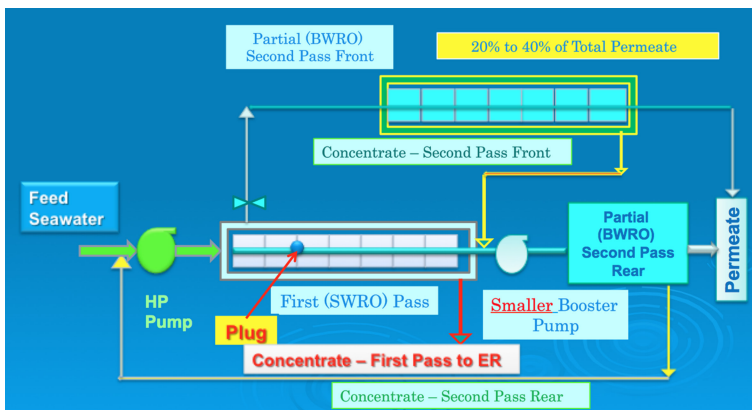 Partial (BWRO)
Second Pass Front
20% to 40% of Total Permeate
Concentrate – Second Pass Front
Feed
Seawater
HP
Pump
First (SWRO) Pass
Plug
Smaller Booster
Pump
Partial
(BWRO)
Second Pass
Rear
Permeate
Concentrate – First Pass to ER
Concentrate – Second Pass Rear